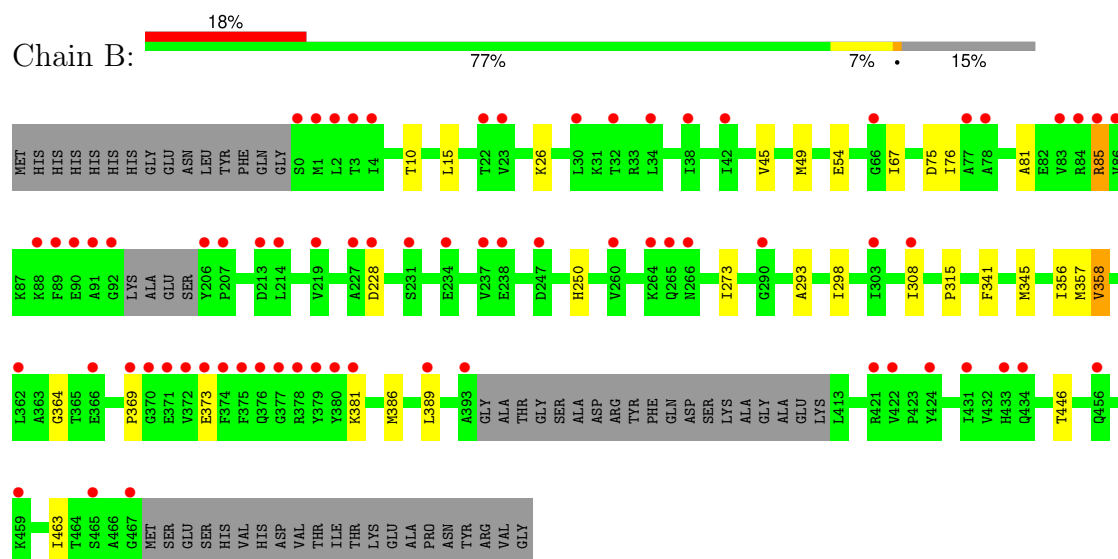 18%
Chain B:
77% 7% • 15%
MET HIS HIS HIS HIS HIS HIS HIS GLY GLU ASN LEU TYR PHE GLN GLY S0 M1 L2 T3 I4 T10 L15 T22 V23 K26 L30 K31 T32 R33 L34 I38 I42 V45 M49 E54 G66 I67 D75 I76 A77 A78 A81 E82 V83 R84 R85 V86
K87 K88 F89 E90 A91 G92 LYS ALA GLU SER Y206 P207 D213 L214 V219 A227 D228 S231 E234 V237 E238 D247 H250 V260 K264 Q265 N266 I273 G290 A293 I298 I303 I308 P315 F341 M345 I356 M357 V358
L362 A363 G364 T365 E366 P369 G370 E371 V372 E373 F374 F375 Q376 G377 R378 Y379 Y380 K381 M386 L389 A393 GLY ALA THR GLY SER ALA ASP ARG TYR PHE GLN ASP SER LYS ALA GLY ALA GLU LYS L413 R421 V422 P423 Y424 I431 V432 H433 Q434 T446 Q456
K459 I463 T464 S465 A466 G467 MET SER GLU SER HIS VAL HIS ASP VAL THR ILE THR LYS GLU ALA PRO ASN TYR ARG VAL GLY